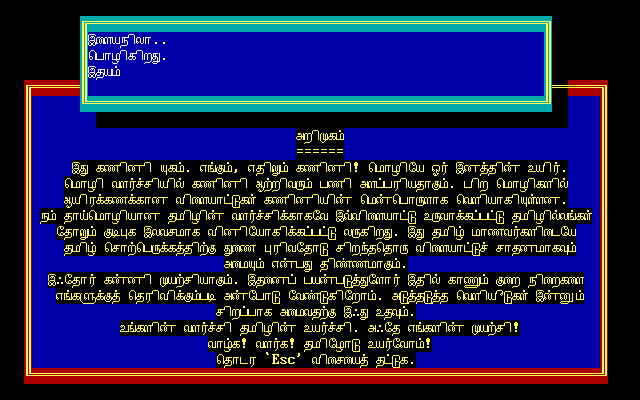 இளையநிலா..
பொழிகிறது.
இதயம்
அறிமுகம்
======
இது கணினி யுகம். எங்கும், எதிலும் கணினி! மொழியே ஓர் இனத்தின் உயிர்.
மொழி வளர்ச்சியில் கணினி ஆற்றிவரும் பணி அளப்பரியதாகும். பிற மொழிகளில்
ஆயிரக்கணக்கான விளையாட்டுகள் கணினியின் மென்பொருளாக வெளியாகியுள்ளன.
நம் தாய்மொழியான தமிழின் வளர்ச்சிக்காகவே இவ்விளையாட்டு உருவாக்கப்பட்டு தமிழில்லங்கள்
தோறும் குடிபுக இலவசமாக வினியோகிக்கப்பட்டு வருகிறது. இது தமிழ் மாணவர்களிடையே
தமிழ் சொற்பெருக்கத்திற்கு துணை புரிவதோடு சிறந்ததொரு விளையாட்டுச் சாதனமாகவும்
அமையும் என்பது திண்ணமாகும்.
இஃதோர் கன்னி முயற்சியாகும். இதனைப் பயன்படுத்துவோர் இதில் காணும் குறை நிறைகளை
எங்களுக்குத் தெரிவிக்கும்படி அன்போடு வேண்டுகிறோம். அடுத்தடுத்த வெளியீடுகள் இன்னும்
சிறப்பாக அமைவதற்கு இஃது உதவும்.
உங்களின் வளர்ச்சி தமிழின் உயர்ச்சி. அஃதே எங்களின் முயற்சி!
வாழ்க! வளர்க! தமிழோடு உயர்வோம்!
தொடர `Esc' விசையைத் தட்டுக.